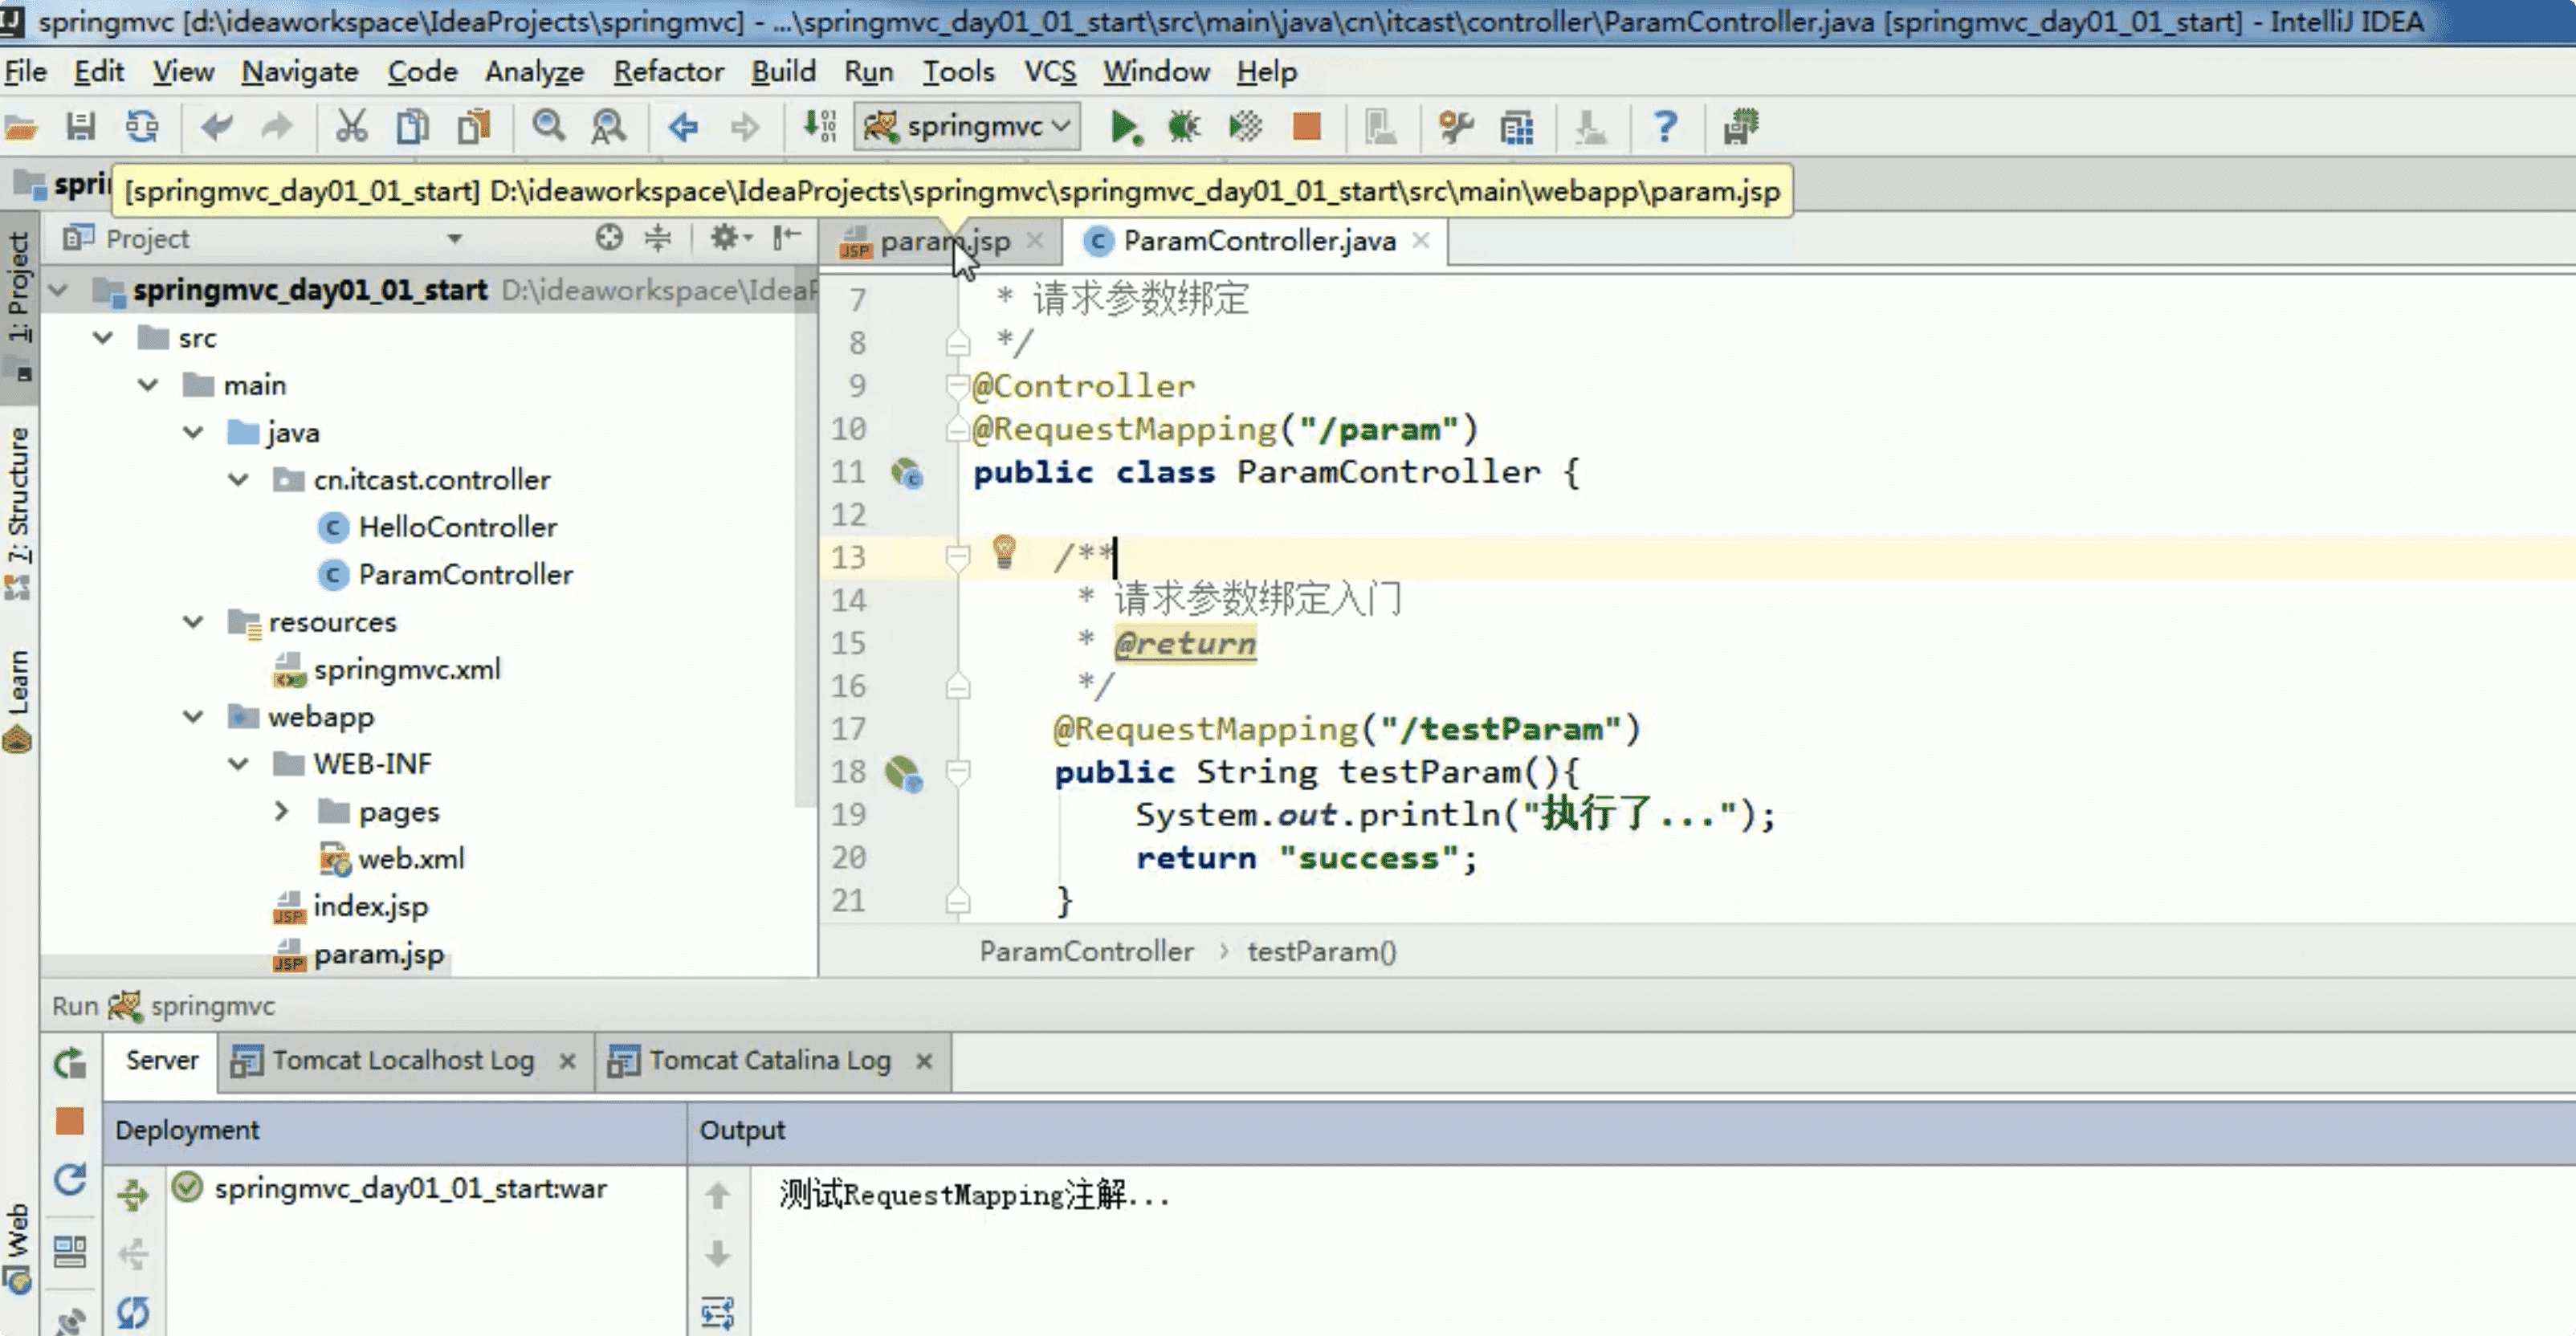 springmvc [d:\ideaworkspace\IdeaProjects\springmvc] - ...\springmvc_day01_01_start\src\main\java\cn\itcast\controller\ParamController.java [springmvc_day01_01_start] - IntelliJ IDEA
File Edit View Navigate Code Analyze Refactor Build Run Tools VCS Window Help
springmvc
spri
[springmvc_day01_01_start] D:\ideaworkspace\IdeaProjects\springmvc\springmvc_day01_01_start\src\main\webapp\param.jsp
Project
param.jsp
ParamController.java
1: Project
7: Structure
Learn
Web
springmvc_day01_01_start D:\ideaworkspace\IdeaP
src
main
java
cn.itcast.controller
HelloController
ParamController
resources
springmvc.xml
webapp
WEB-INF
pages
web.xml
index.jsp
param.jsp
7 * 请求参数绑定
8 */
9 @Controller
10 @RequestMapping("/param")
11 public class ParamController {
12
13 /**
14 * 请求参数绑定入门
15 * @return
16 */
17 @RequestMapping("/testParam")
18 public String testParam(){
19 System.out.println("执行了...");
20 return "success";
21 }
ParamController › testParam()
Run springmvc
Server
Tomcat Localhost Log
Tomcat Catalina Log
Deployment
Output
springmvc_day01_01_start:war
测试RequestMapping注解...